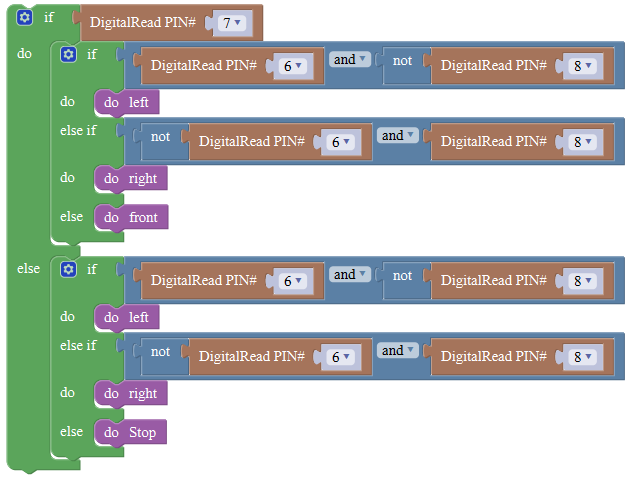 if DigitalRead PIN# 7
do if DigitalRead PIN# 6 and not DigitalRead PIN# 8
do do left
else if not DigitalRead PIN# 6 and DigitalRead PIN# 8
do do right
else do front
else if DigitalRead PIN# 6 and not DigitalRead PIN# 8
do do left
else if not DigitalRead PIN# 6 and DigitalRead PIN# 8
do do right
else do Stop